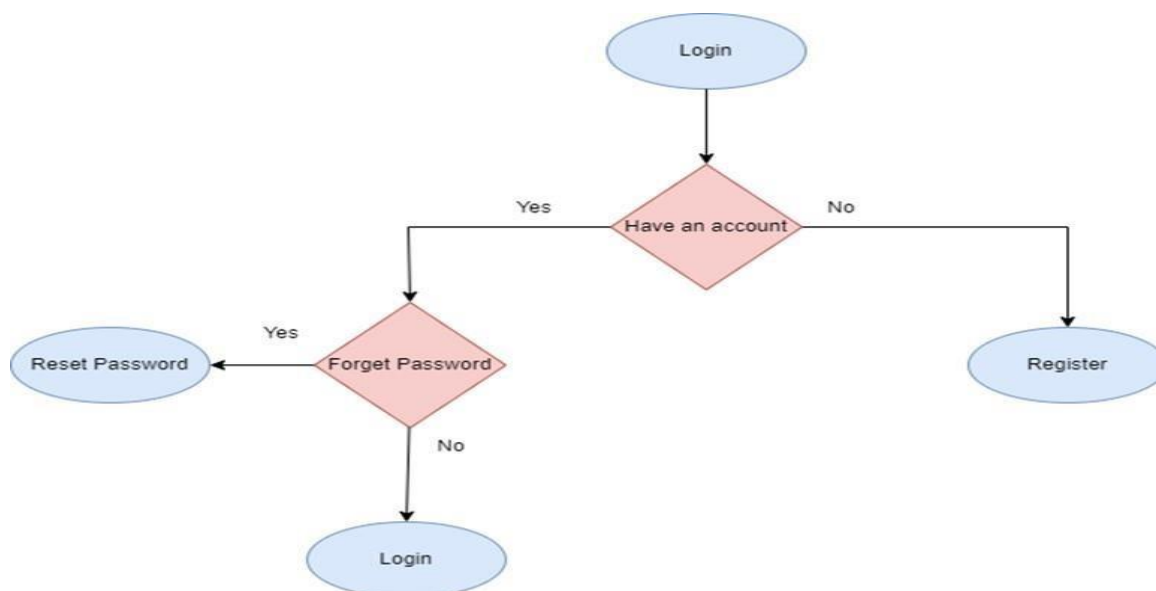 Login
Have an account
Yes
No
Yes
Reset Password
Forget Password
Register
No
Login